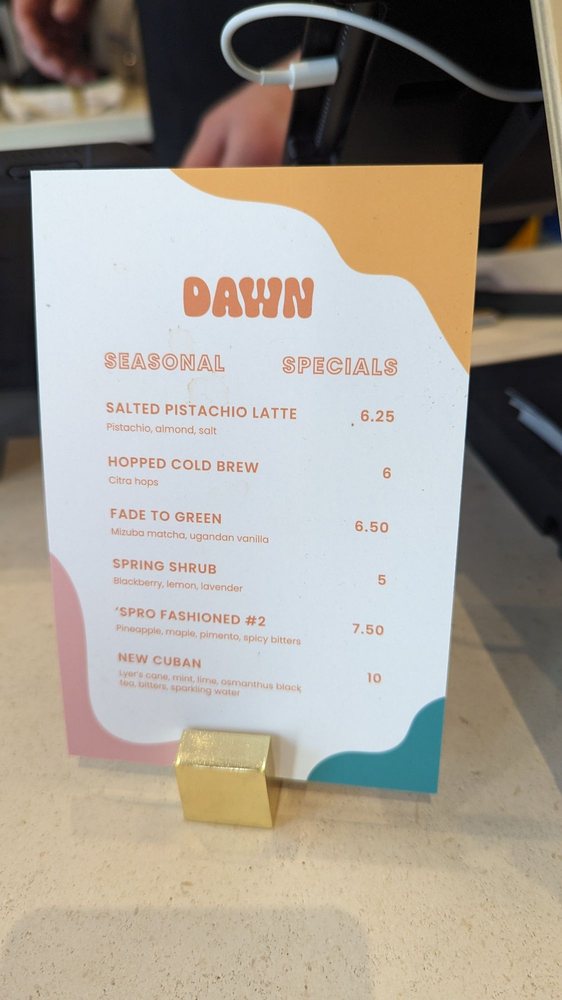 DAWN
SEASONAL SPECIALS
SALTED PISTACHIO LATTE 6.25
Pistachio, almond, salt
HOPPED COLD BREW 6
Citra hops
FADE TO GREEN 6.50
Mizuba matcha, ugandan vanilla
SPRING SHRUB 5
Blackberry, lemon, lavender
'SPRO FASHIONED #2 7.50
Pineapple, maple, pimento, spicy bitters
NEW CUBAN 10
Lyer's cane, mint, lime, osmanthus black
tea, bitters, sparkling water